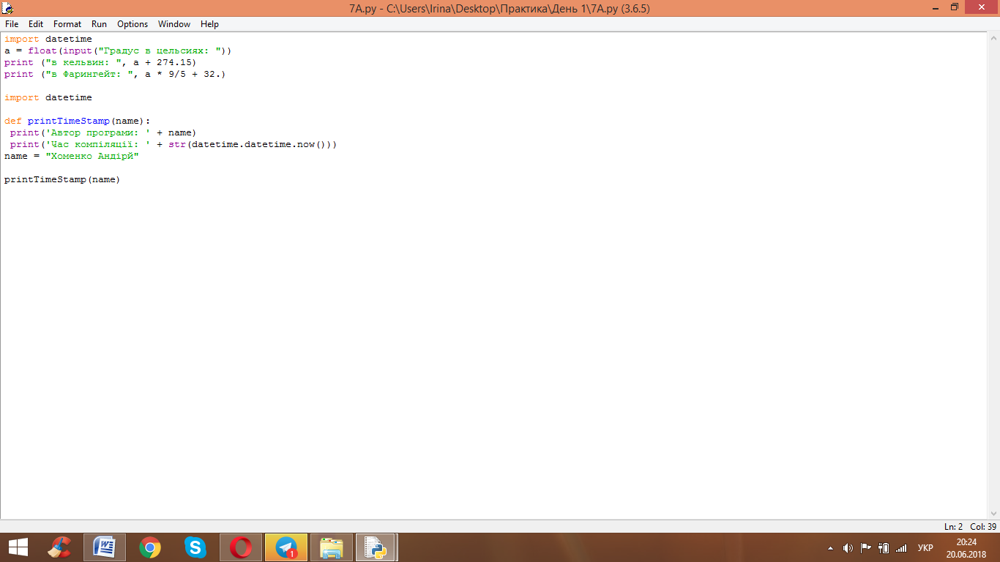 7A.py - C:\Users\Irina\Desktop\Практика\День 1\7A.py (3.6.5)
File Edit Format Run Options Window Help
import datetime
a = float(input("Градус в цельсиях: "))
print ("в кельвин: ", a + 274.15)
print ("в Фарингейт: ", a * 9/5 + 32.)
import datetime
def printTimeStamp(name):
print('Автор програми: ' + name)
print('Час компіляції: ' + str(datetime.datetime.now()))
name = "Хоменко Андірй"
printTimeStamp(name)
Ln: 2 Col: 39
1
УКР
20:24
20.06.2018